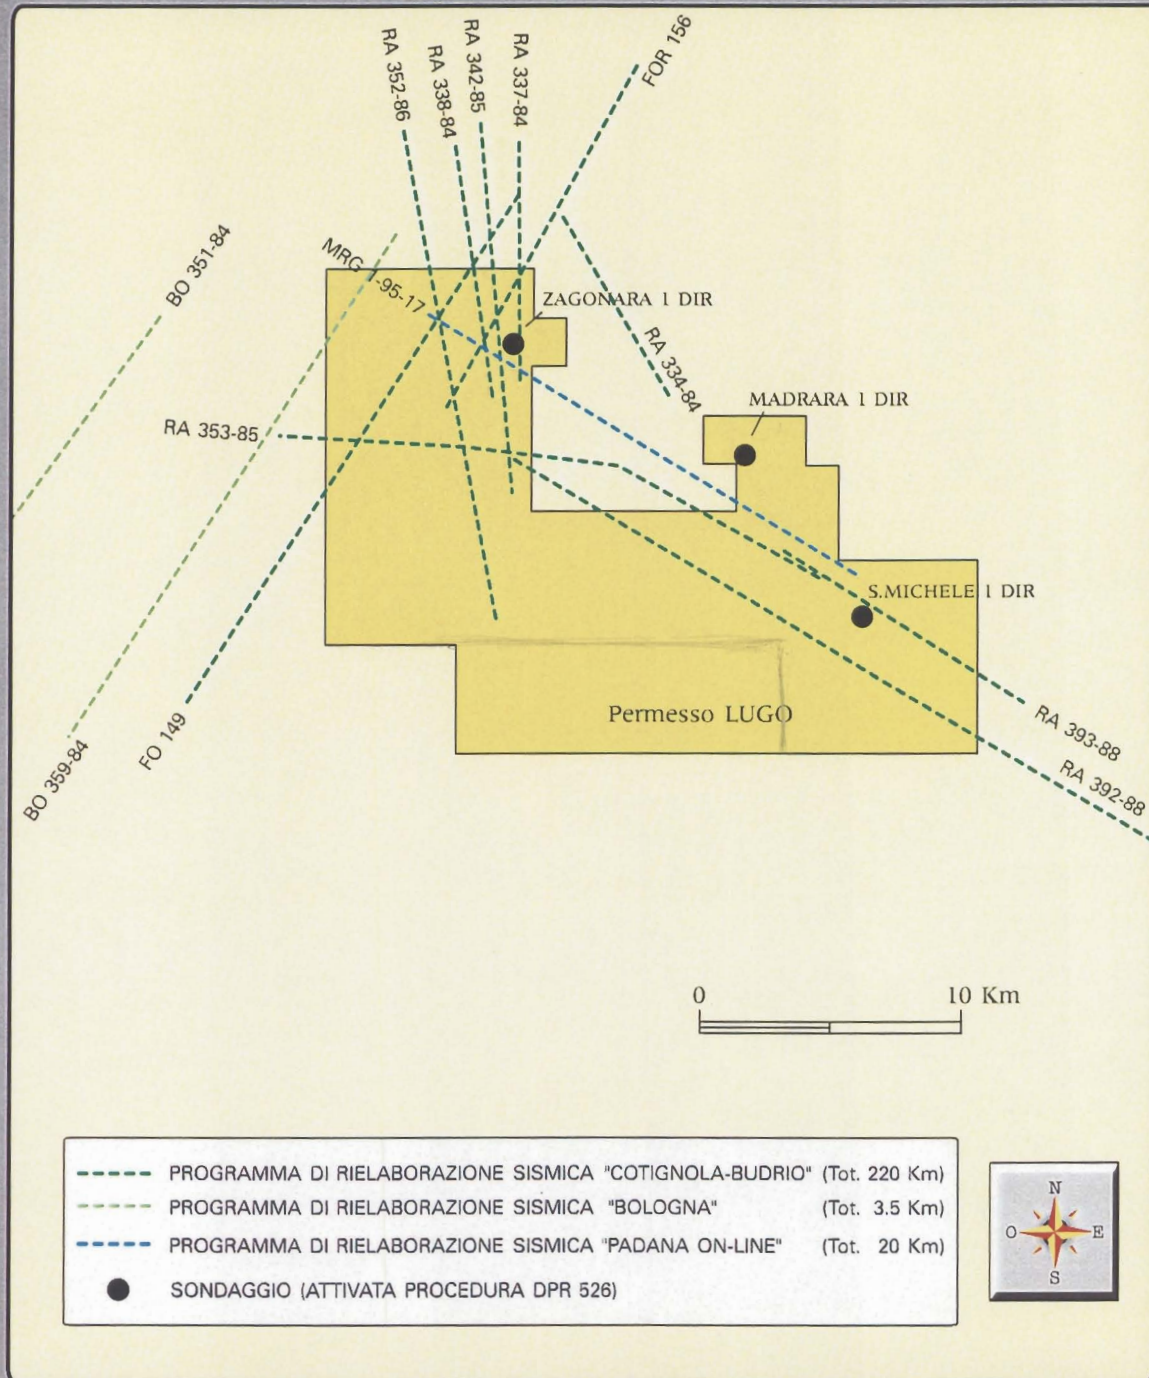 RA 352-86
RA 338-84
RA 342-85
RA 337-84
FOR 156
BO 351-84
MRG 1-95-17
ZAGONARA 1 DIR
RA 334-84
MADRARA 1 DIR
RA 353-85
S.MICHELE 1 DIR
Permesso LUGO
RA 393-88
RA 392-88
FO 149
BO 359-84
0 10 Km
PROGRAMMA DI RIELABORAZIONE SISMICA "COTIGNOLA-BUDRIO" (Tot. 220 Km)
PROGRAMMA DI RIELABORAZIONE SISMICA "BOLOGNA" (Tot. 3.5 Km)
PROGRAMMA DI RIELABORAZIONE SISMICA "PADANA ON-LINE" (Tot. 20 Km)
SONDAGGIO (ATTIVATA PROCEDURA DPR 526)
N
O E
S